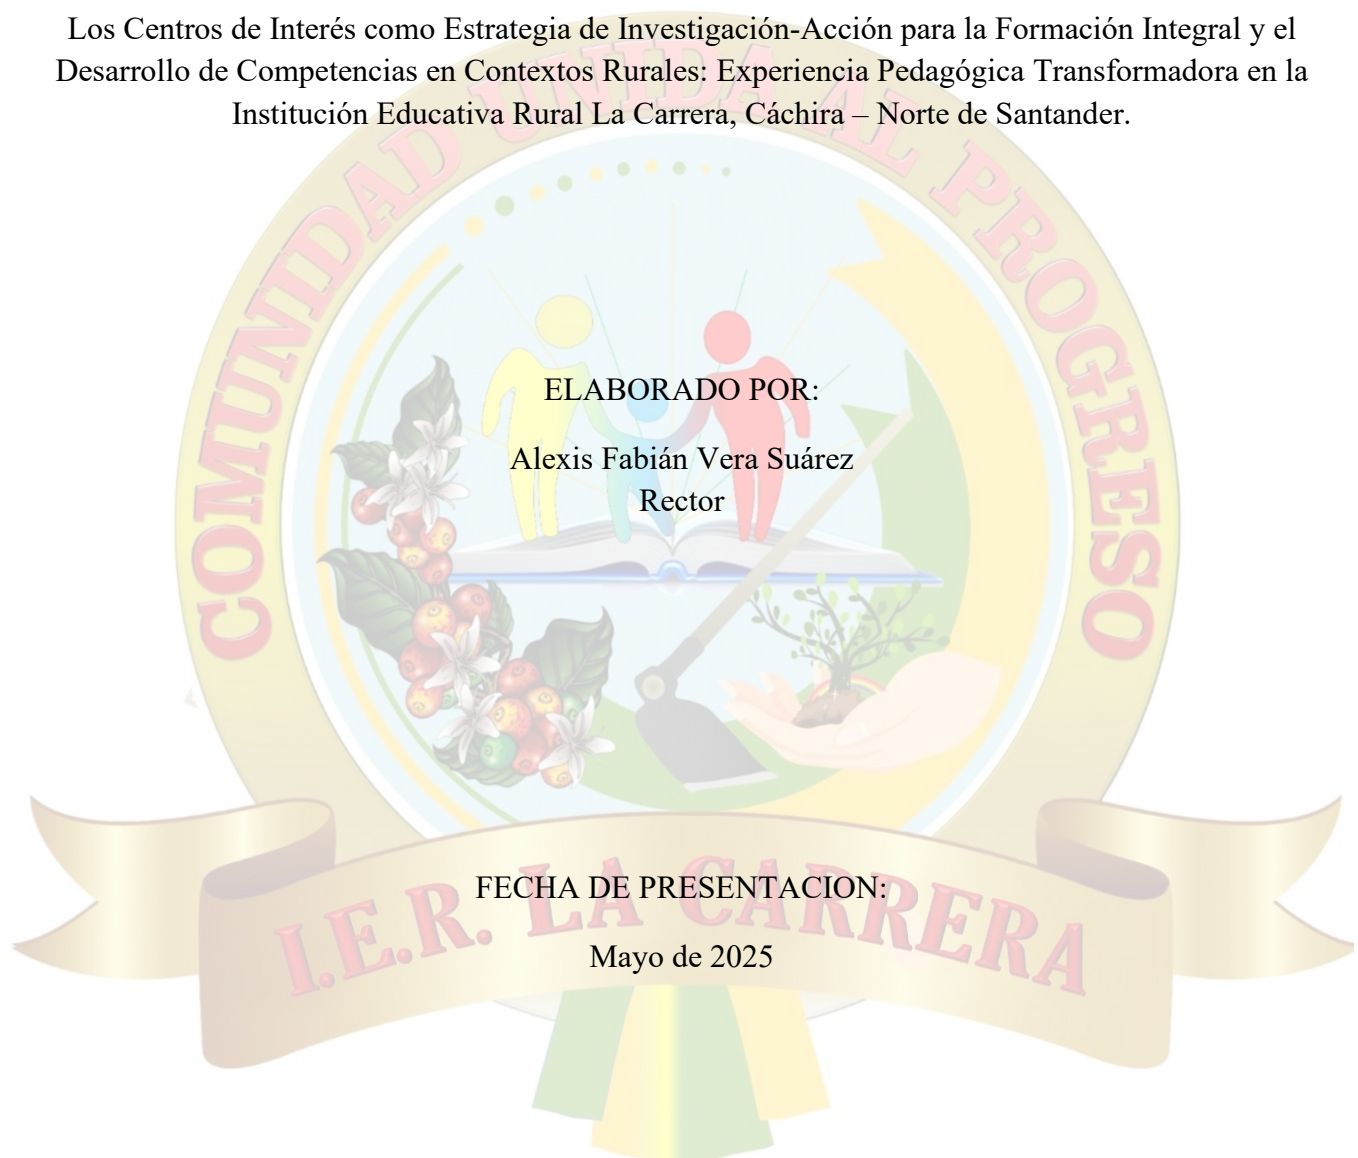 Los Centros de Interés como Estrategia de Investigación-Acción para la Formación Integral y el
Desarrollo de Competencias en Contextos Rurales: Experiencia Pedagógica Transformadora en la
Institución Educativa Rural La Carrera, Cáchira – Norte de Santander.
COMUNIDAD UNIDA AL PROGRESO
ELABORADO POR:
Alexis Fabián Vera Suárez
Rector
FECHA DE PRESENTACION:
I.E.R. LA CARRERA
Mayo de 2025